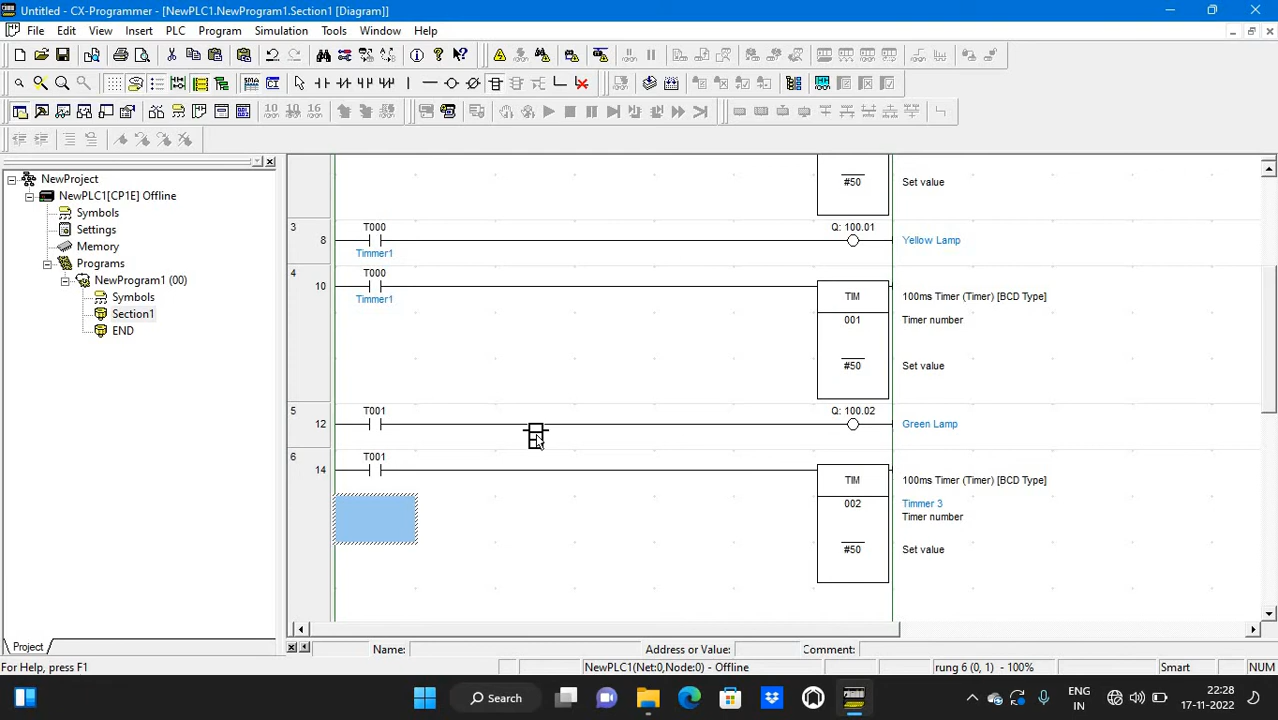 Untitled - CX-Programmer - [NewPLC1.NewProgram1.Section1 [Diagram]]
File Edit View Insert PLC Program Simulation Tools Window Help
10 10 16
NewProject
NewPLC1[CP1E] Offline
Symbols
Settings
Memory
Programs
NewProgram1 (00)
Symbols
Section1
END
Project
#50 Set value
3 T000 Q: 100.01
8 Yellow Lamp
Timmer1
4 T000
10
Timmer1
TIM 100ms Timer (Timer) [BCD Type]
001 Timer number
#50 Set value
5 T001 Q: 100.02
12 Green Lamp
6 T001
14
TIM 100ms Timer (Timer) [BCD Type]
002 Timmer 3
Timer number
#50 Set value
Name: Address or Value: Comment:
For Help, press F1 NewPLC1(Net:0,Node:0) - Offline rung 6 (0, 1) - 100% Smart NUM
Search
ENG
IN
22:28
17-11-2022